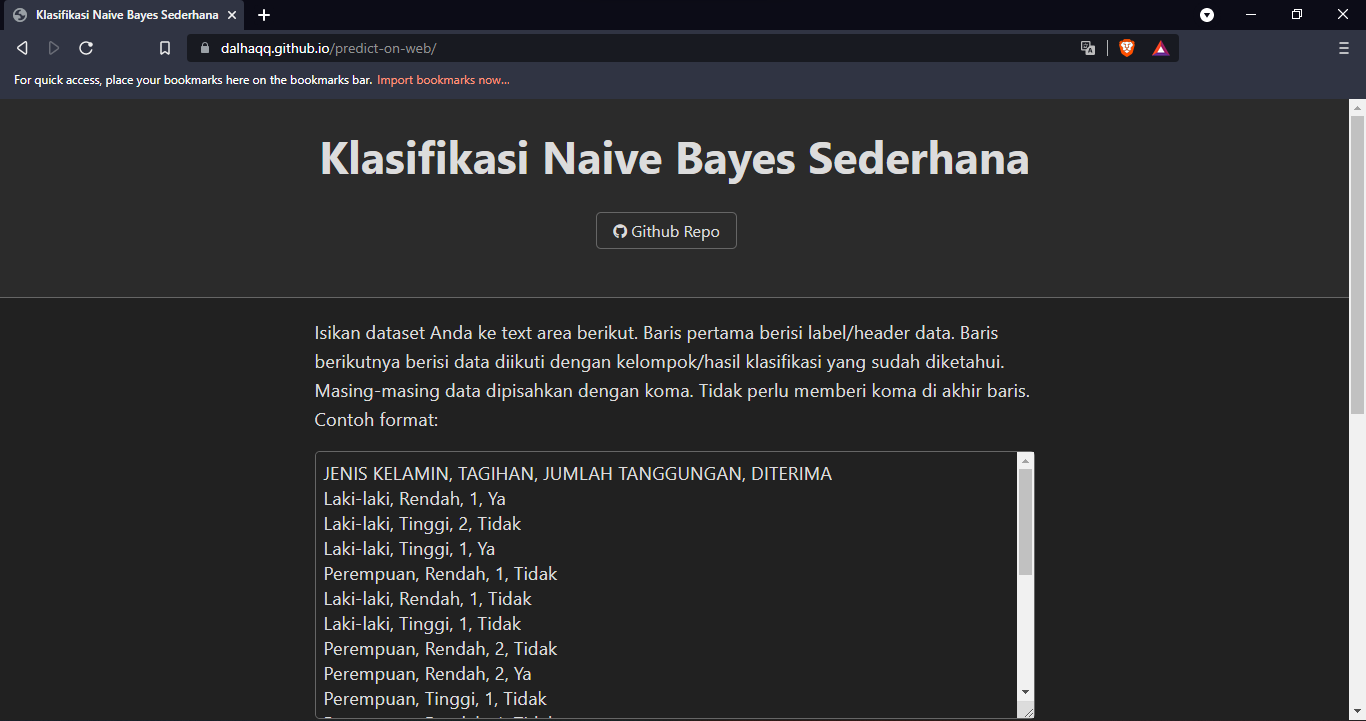 Klasifikasi Naive Bayes Sederhana
dalhaqq.github.io/predict-on-web/
For quick access, place your bookmarks here on the bookmarks bar. Import bookmarks now...
Klasifikasi Naive Bayes Sederhana
Github Repo
Isikan dataset Anda ke text area berikut. Baris pertama berisi label/header data. Baris
berikutnya berisi data diikuti dengan kelompok/hasil klasifikasi yang sudah diketahui.
Masing-masing data dipisahkan dengan koma. Tidak perlu memberi koma di akhir baris.
Contoh format:
JENIS KELAMIN, TAGIHAN, JUMLAH TANGGUNGAN, DITERIMA
Laki-laki, Rendah, 1, Ya
Laki-laki, Tinggi, 2, Tidak
Laki-laki, Tinggi, 1, Ya
Perempuan, Rendah, 1, Tidak
Laki-laki, Rendah, 1, Tidak
Laki-laki, Tinggi, 1, Tidak
Perempuan, Rendah, 2, Tidak
Perempuan, Rendah, 2, Ya
Perempuan, Tinggi, 1, Tidak